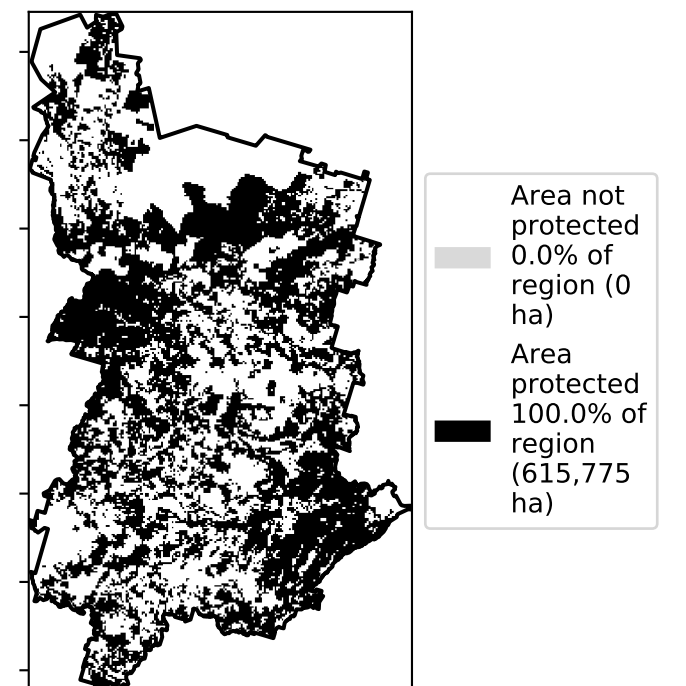 Area not
protected
0.0% of
region (0
ha)
Area
protected
100.0% of
region
(615,775
ha)